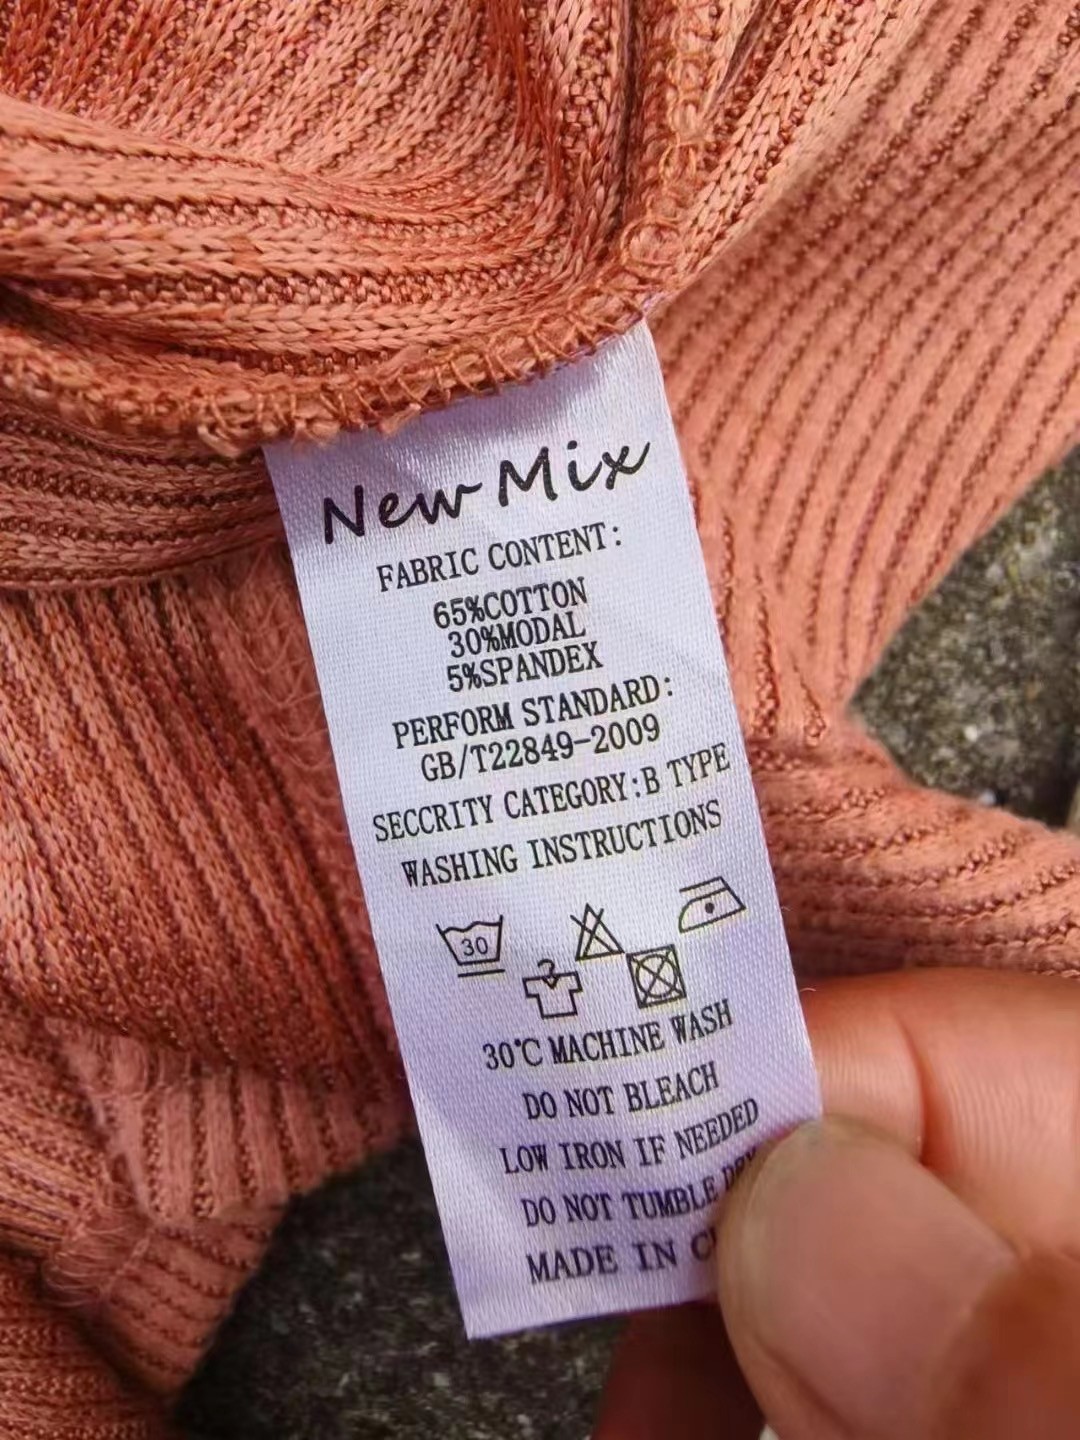 New Mix
FABRIC CONTENT:
65%COTTON
30%MODAL
5%SPANDEX
PERFORM STANDARD:
GB/T22849-2009
SECCRITY CATEGORY:B TYPE
WASHING INSTRUCTIONS
30
30℃ MACHINE WASH
DO NOT BLEACH
LOW IRON IF NEEDED
DO NOT TUMBLE DRY
MADE IN